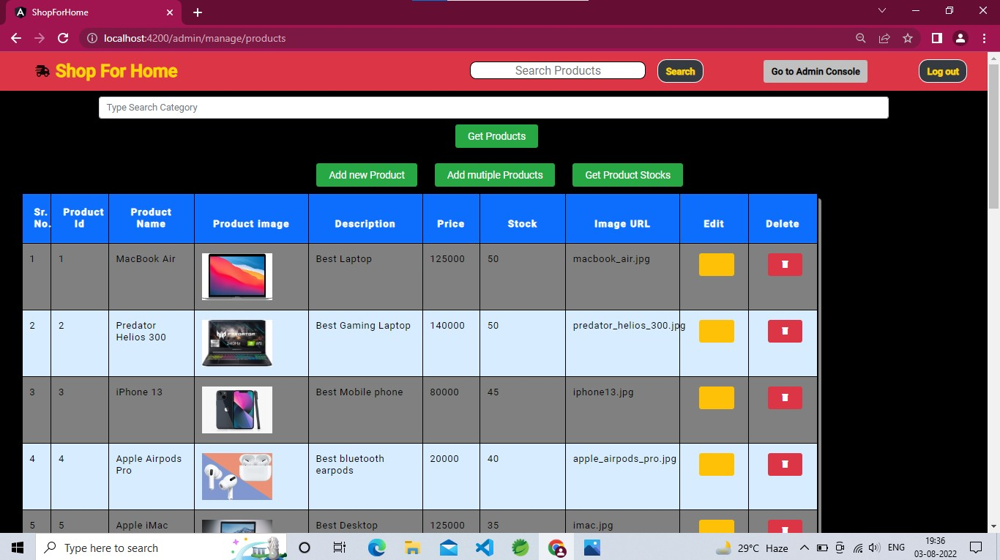 ShopForHome
localhost:4200/admin/manage/products
Shop For Home
Search Products
Search
Go to Admin Console
Log out
Type Search Category
Get Products
Add new Product
Add mutiple Products
Get Product Stocks
Sr. No.
Product Id
Product Name
Product image
Description
Price
Stock
Image URL
Edit
Delete
1 1 MacBook Air Best Laptop 125000 50 macbook_air.jpg
2 2 Predator Helios 300 PREDATOR 240Hz Best Gaming Laptop 140000 50 predator_helios_300.jpg
3 3 iPhone 13 Best Mobile phone 80000 45 iphone13.jpg
4 4 Apple Airpods Pro Best bluetooth earpods 20000 40 apple_airpods_pro.jpg
5 5 Apple iMac Best Desktop 125000 35 imac.jpg
Type here to search
29°C Haze
ENG
19:36
03-08-2022